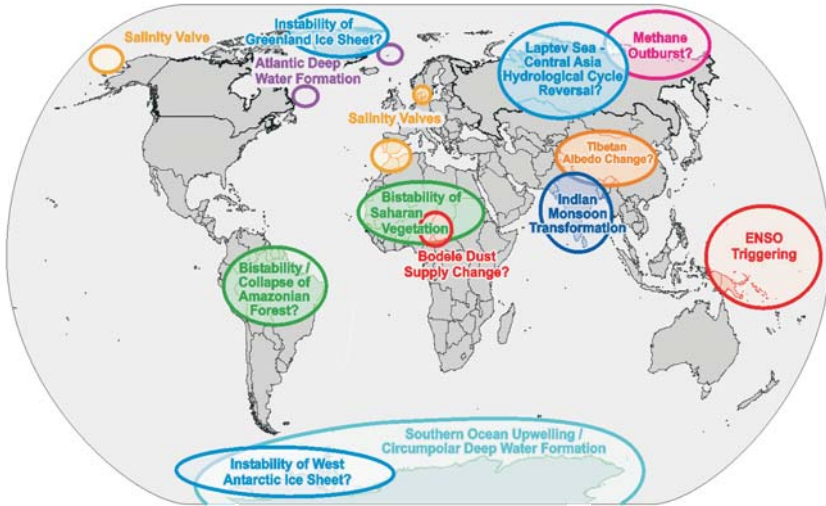 Salinity Valve
Instability of
Greenland Ice Sheet?
Atlantic Deep
Water Formation
Laptev Sea -
Central Asia
Hydrological Cycle
Reversal?
Methane
Outburst?
Salinity Valves
Tibetan
Albedo Change?
Bistability of
Saharan
Vegetation
Indian
Monsoon
Transformation
Bodele Dust
Supply Change?
ENSO
Triggering
Bistability /
Collapse of
Amazonian
Forest?
Southern Ocean Upwelling /
Circumpolar Deep Water Formation
Instability of West
Antarctic Ice Sheet?